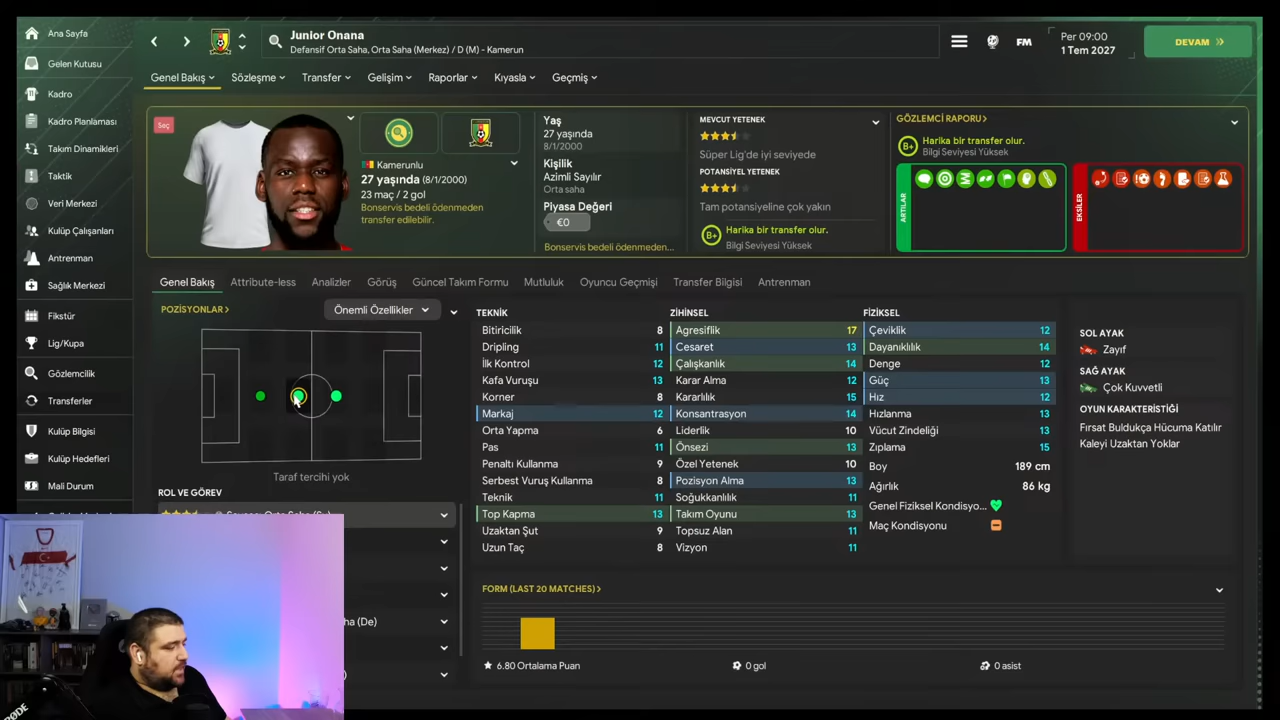 Ana Sayfa
Gelen Kutusu
Kadro
Kadro Planlaması
Takım Dinamikleri
Taktik
Veri Merkezi
Kulüp Çalışanları
Antrenman
Sağlık Merkezi
Fikstür
Lig/Kupa
Gözlemcilik
Transferler
Kulüp Bilgisi
Kulüp Hedefleri
Mali Durum
Junior Onana
Defansif Orta Saha, Orta Saha (Merkez) / D (M) - Kamerun
FM
Per 09:00
1 Tem 2027
DEVAM
Genel Bakış
Sözleşme
Transfer
Gelişim
Raporlar
Kıyasla
Geçmiş
Seç
Kamerunlu
27 yaşında (8/1/2000)
23 maç / 2 gol
Bonservis bedeli ödenmeden
transfer edilebilir.
Yaş
27 yaşında
8/1/2000
Kişilik
Azimli Sayılır
Orta saha
Piyasa Değeri
€0
Bonservis bedeli ödenmeden...
MEVCUT YETENEK
Süper Lig'de iyi seviyede
POTANSİYEL YETENEK
Tam potansiyeline çok yakın
B+
Harika bir transfer olur.
Bilgi Seviyesi Yüksek
GÖZLEMCİ RAPORU
B+
Harika bir transfer olur.
Bilgi Seviyesi Yüksek
ARTILAR
EKSİLER
Genel Bakış
Attribute-less
Analizler
Görüş
Güncel Takım Formu
Mutluluk
Oyuncu Geçmişi
Transfer Bilgisi
Antrenman
POZİSYONLAR
Önemli Özellikler
Taraf tercihi yok
ROL VE GÖREV
TEKNİK
Bitiricilik 8
Dripling 11
İlk Kontrol 12
Kafa Vuruşu 13
Korner 8
Markaj 12
Orta Yapma 6
Pas 11
Penaltı Kullanma 9
Serbest Vuruş Kullanma 8
Teknik 11
Top Kapma 13
Uzaktan Şut 9
Uzun Taç 8
ZİHİNSEL
Agresiflik 17
Cesaret 13
Çalışkanlık 14
Karar Alma 12
Kararlılık 15
Konsantrasyon 14
Liderlik 10
Önsezi 13
Özel Yetenek 10
Pozisyon Alma 13
Soğukkanlılık 11
Takım Oyunu 13
Topsuz Alan 11
Vizyon 11
FİZİKSEL
Çeviklik 12
Dayanıklılık 14
Denge 12
Güç 13
Hız 12
Hızlanma 13
Vücut Zindeliği 13
Zıplama 15
Boy 189 cm
Ağırlık 86 kg
Genel Fiziksel Kondisyo...
Maç Kondisyonu
SOL AYAK
Zayıf
SAĞ AYAK
Çok Kuvvetli
OYUN KARAKTERİSTİĞİ
Fırsat Buldukça Hücuma Katılır
Kaleyi Uzaktan Yoklar
FORM (LAST 20 MATCHES)
6.80 Ortalama Puan
0 gol
0 asist